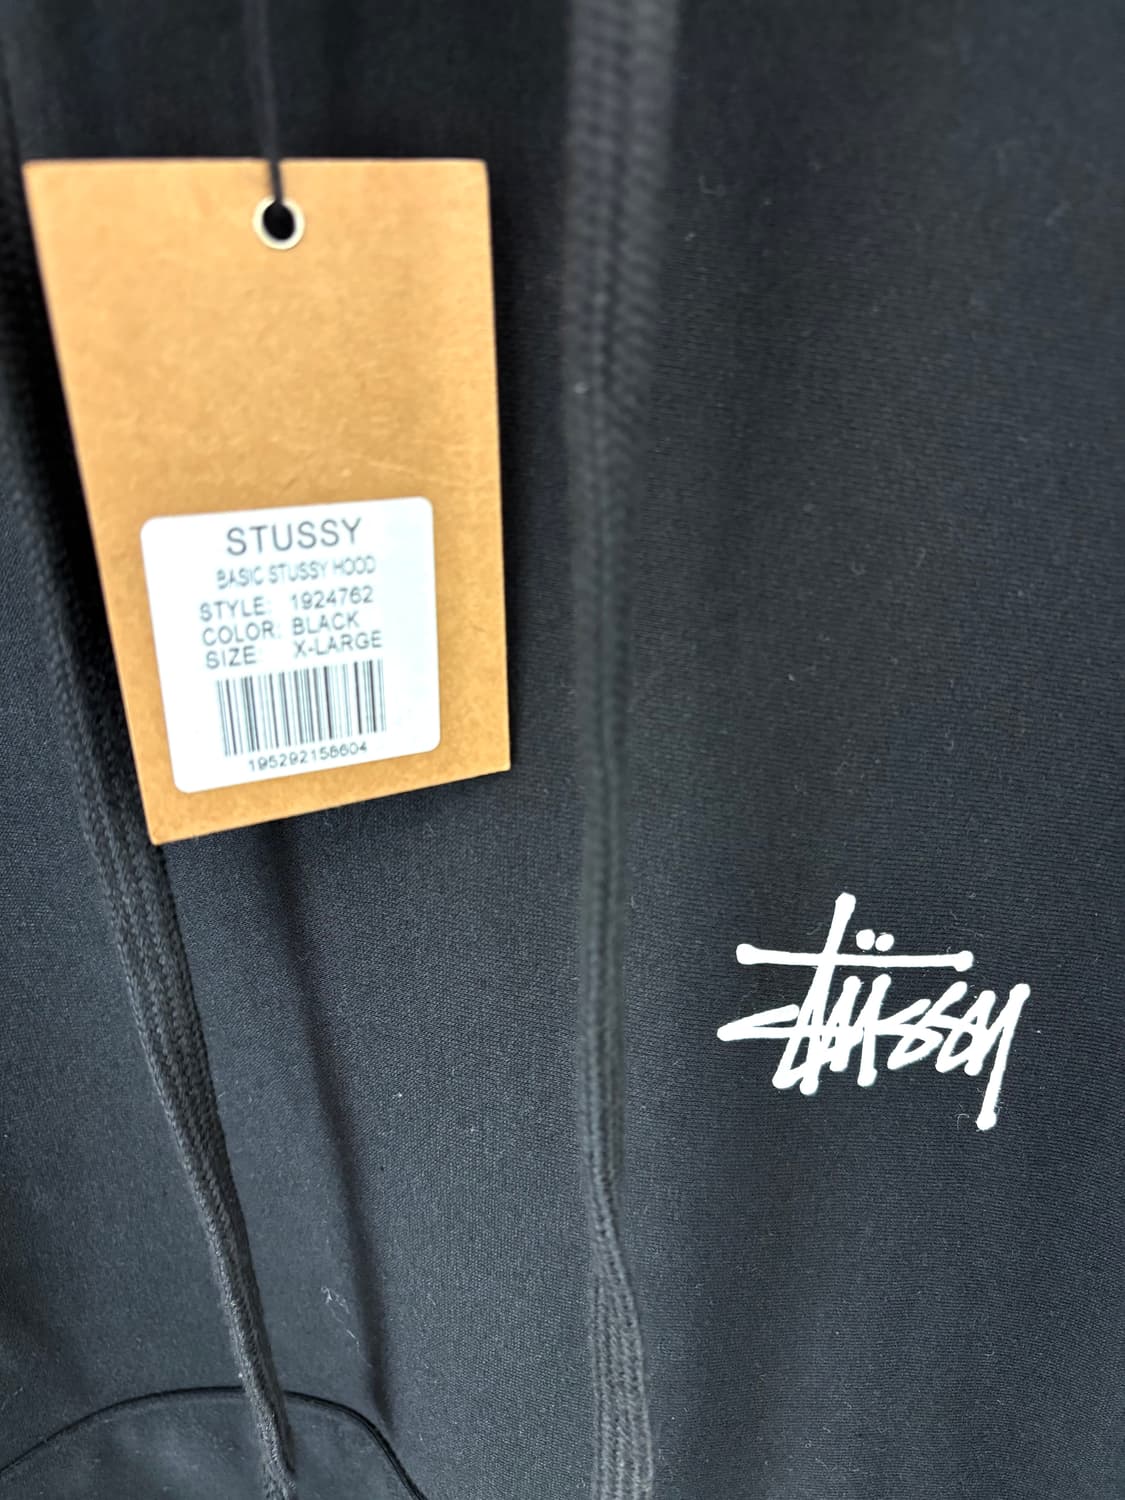 STUSSY
BASIC STUSSY HOOD
STYLE: 1924762
COLOR: BLACK
SIZE: X-LARGE
195292158604
Stüssy